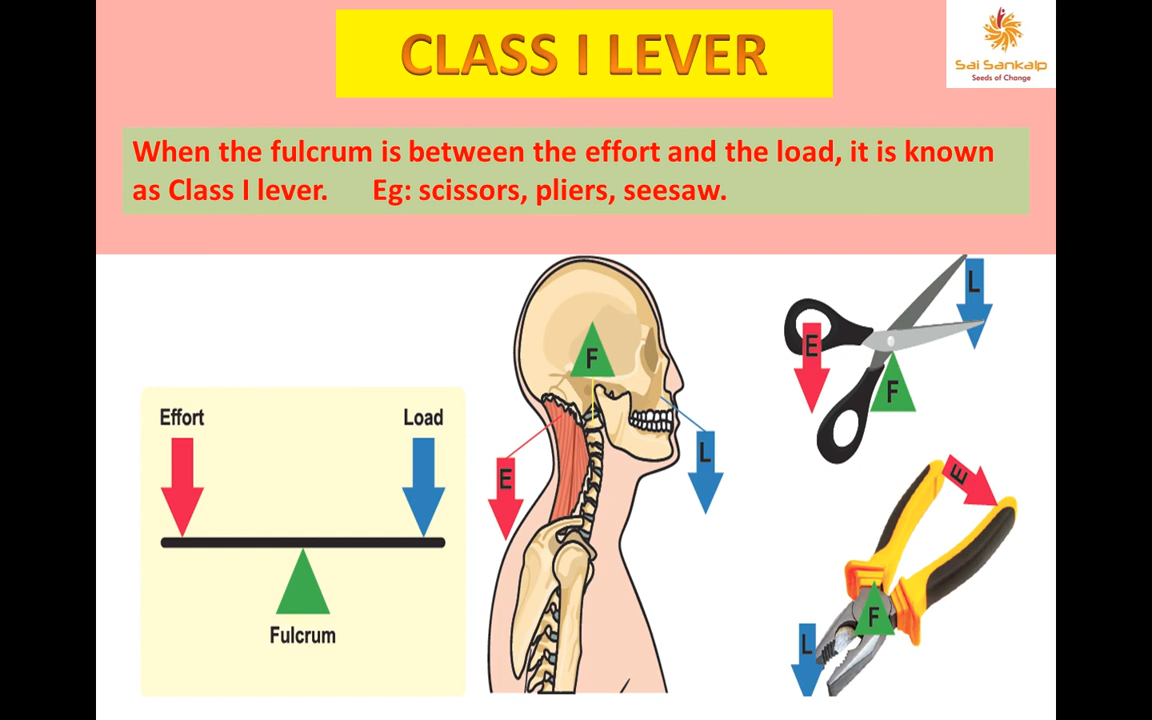 CLASS I LEVER
Sai Sankalp
Seeds of Change
When the fulcrum is between the effort and the load, it is known
as Class I lever. Eg: scissors, pliers, seesaw.
Effort
Load
Fulcrum
F
E
L
E
L
F
E
F
L